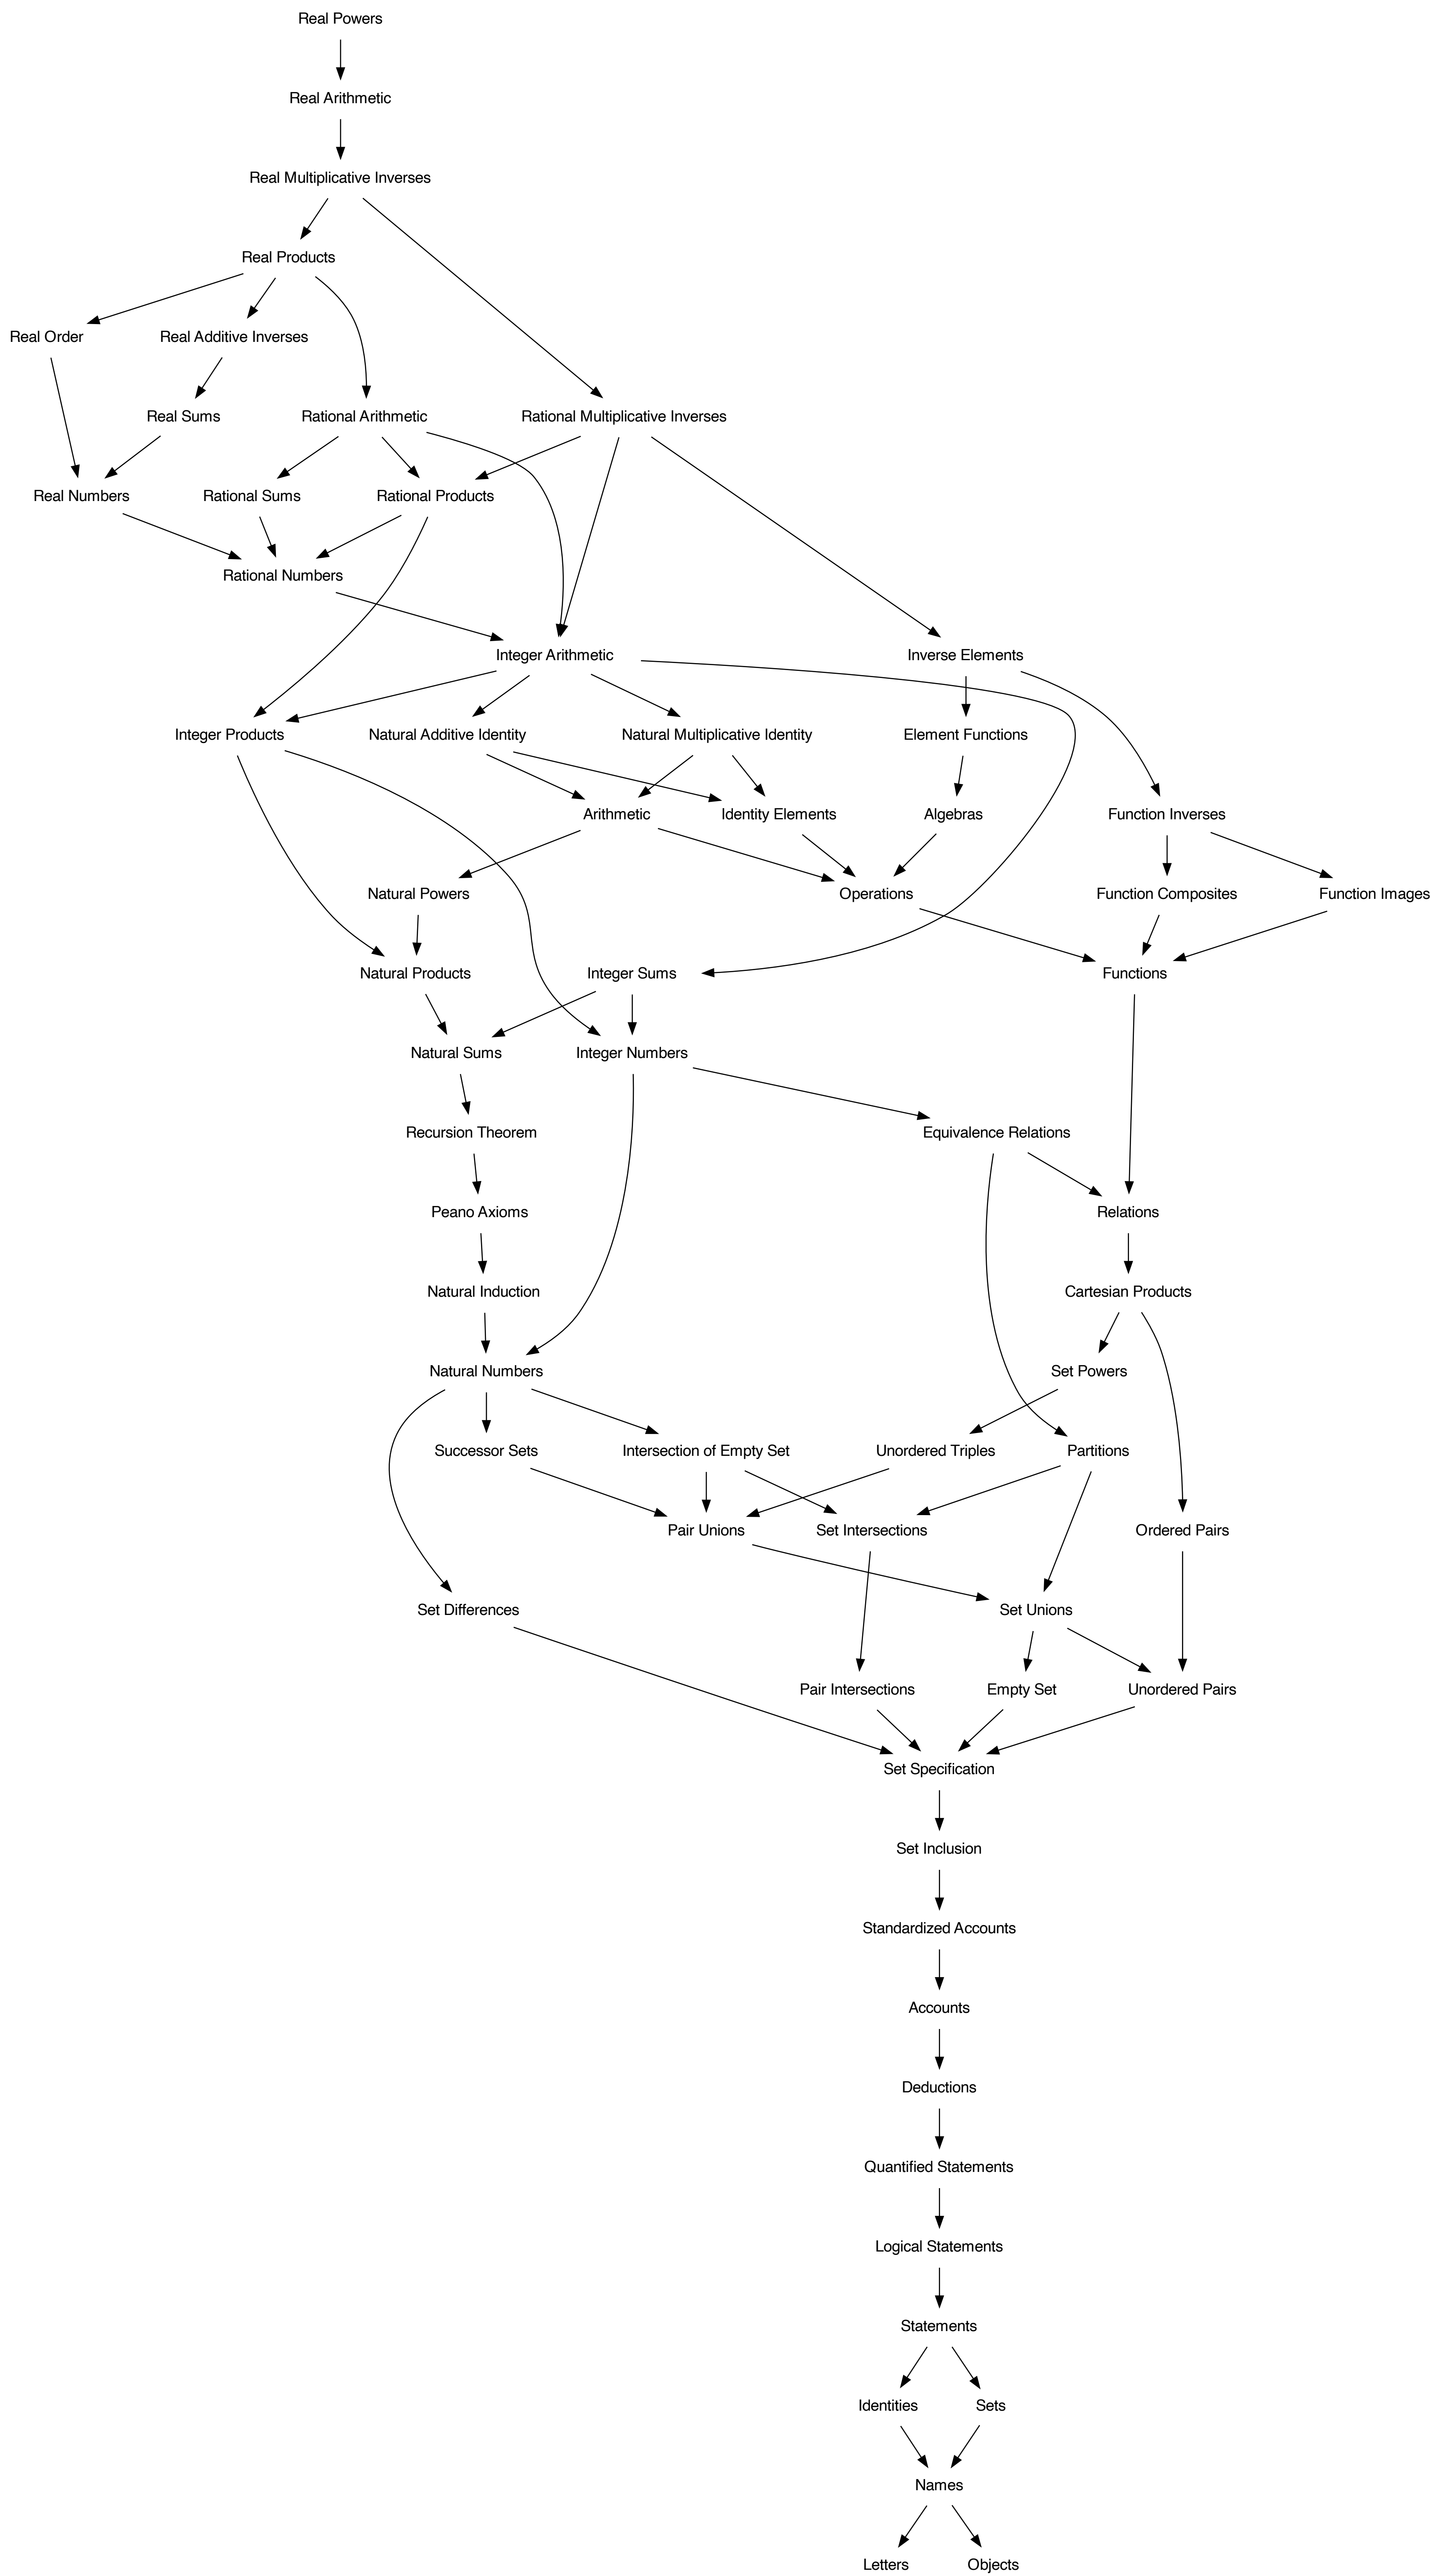 Real Powers
Real Arithmetic
Real Multiplicative Inverses
Real Products
Real Order
Real Additive Inverses
Real Sums
Rational Arithmetic
Rational Multiplicative Inverses
Real Numbers
Rational Sums
Rational Products
Rational Numbers
Integer Arithmetic
Inverse Elements
Integer Products
Natural Additive Identity
Natural Multiplicative Identity
Element Functions
Arithmetic
Identity Elements
Algebras
Function Inverses
Natural Powers
Operations
Function Composites
Function Images
Natural Products
Integer Sums
Functions
Natural Sums
Integer Numbers
Recursion Theorem
Equivalence Relations
Peano Axioms
Relations
Natural Induction
Cartesian Products
Natural Numbers
Set Powers
Successor Sets
Intersection of Empty Set
Unordered Triples
Partitions
Pair Unions
Set Intersections
Ordered Pairs
Set Differences
Set Unions
Pair Intersections
Empty Set
Unordered Pairs
Set Specification
Set Inclusion
Standardized Accounts
Accounts
Deductions
Quantified Statements
Logical Statements
Statements
Identities
Sets
Names
Letters
Objects